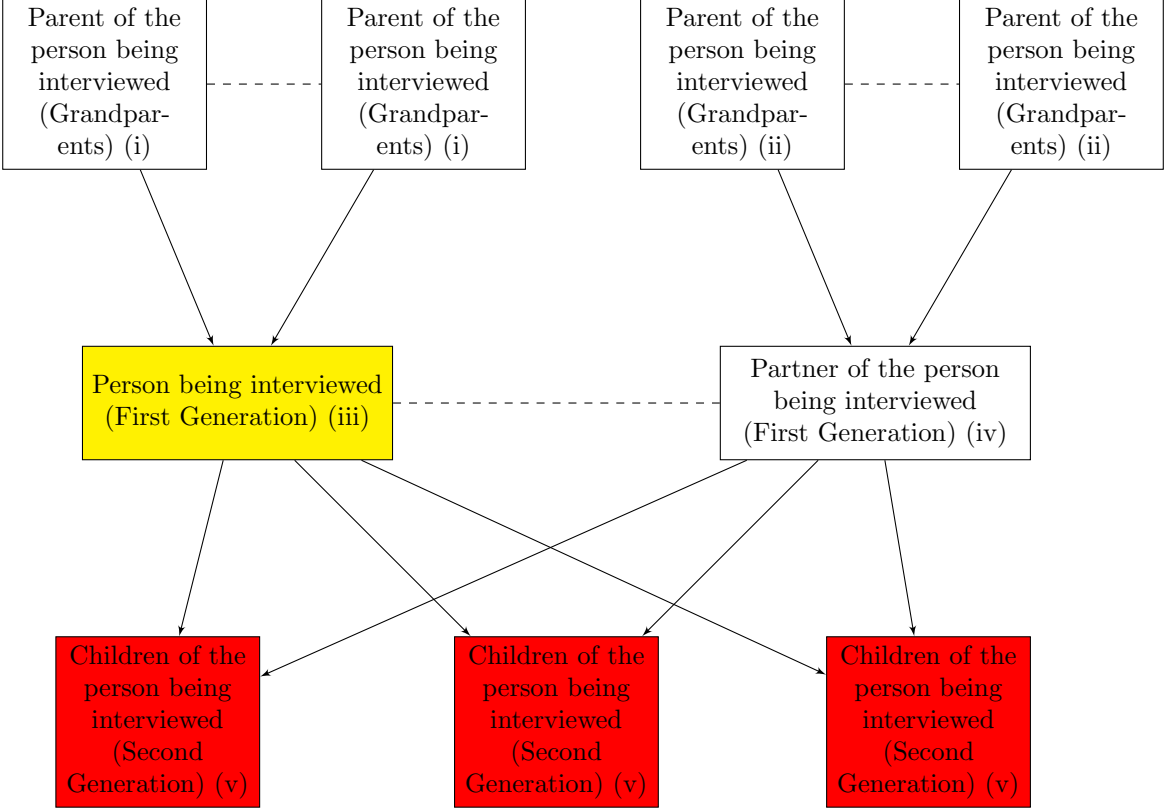 Parent of the
person being
interviewed
(Grandpar-
ents) (i)
Parent of the
person being
interviewed
(Grandpar-
ents) (i)
Parent of the
person being
interviewed
(Grandpar-
ents) (ii)
Parent of the
person being
interviewed
(Grandpar-
ents) (ii)
Person being interviewed
(First Generation) (iii)
Partner of the person
being interviewed
(First Generation) (iv)
Children of the
person being
interviewed
(Second
Generation) (v)
Children of the
person being
interviewed
(Second
Generation) (v)
Children of the
person being
interviewed
(Second
Generation) (v)